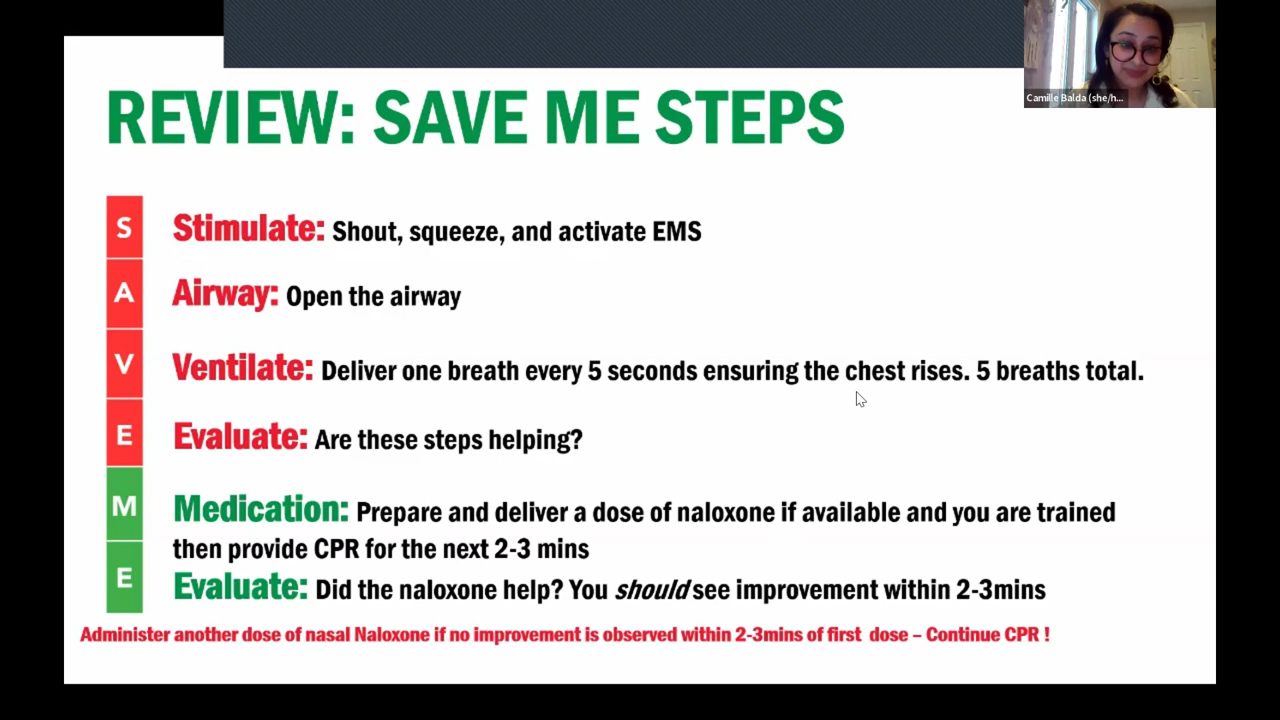 Camille Balda (she/h...
REVIEW: SAVE ME STEPS
S
Stimulate: Shout, squeeze, and activate EMS
A
Airway: Open the airway
V
Ventilate: Deliver one breath every 5 seconds ensuring the chest rises. 5 breaths total.
E
Evaluate: Are these steps helping?
M
Medication: Prepare and deliver a dose of naloxone if available and you are trained
then provide CPR for the next 2-3 mins
E
Evaluate: Did the naloxone help? You should see improvement within 2-3mins
Administer another dose of nasal Naloxone if no improvement is observed within 2-3mins of first dose – Continue CPR !